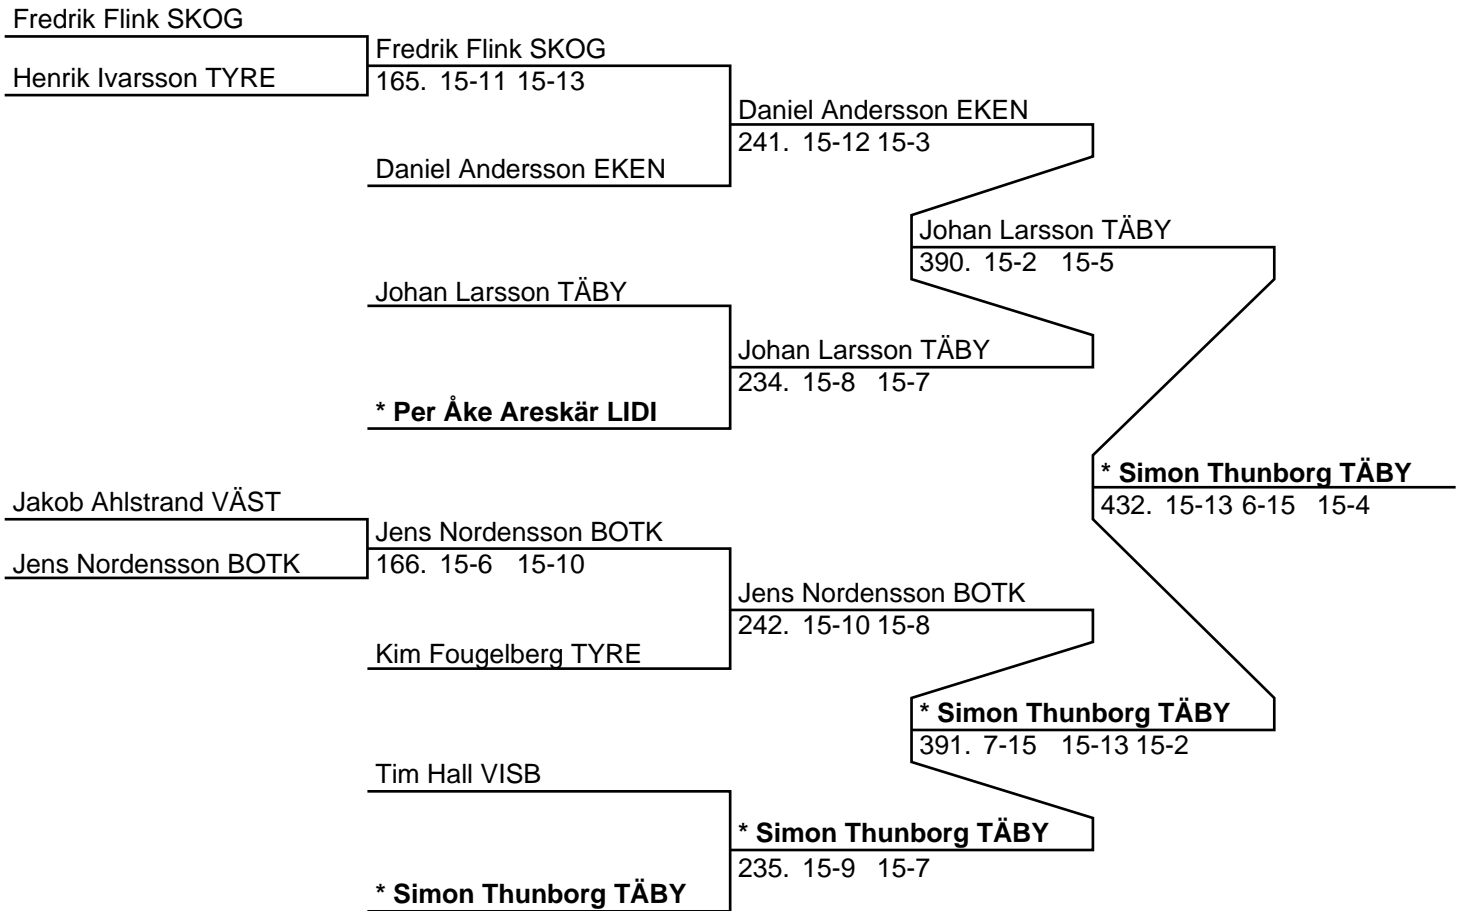 Fredrik Flink SKOG
Fredrik Flink SKOG
Henrik Ivarsson TYRE
165. 15-11 15-13
Daniel Andersson EKEN
241. 15-12 15-3
Daniel Andersson EKEN
Johan Larsson TÄBY
390. 15-2 15-5
Johan Larsson TÄBY
Johan Larsson TÄBY
234. 15-8 15-7
* Per Åke Areskär LIDI
* Simon Thunborg TÄBY
432. 15-13 6-15 15-4
Jakob Ahlstrand VÄST
Jens Nordensson BOTK
Jens Nordensson BOTK
166. 15-6 15-10
Jens Nordensson BOTK
242. 15-10 15-8
Kim Fougelberg TYRE
* Simon Thunborg TÄBY
391. 7-15 15-13 15-2
Tim Hall VISB
* Simon Thunborg TÄBY
235. 15-9 15-7
* Simon Thunborg TÄBY